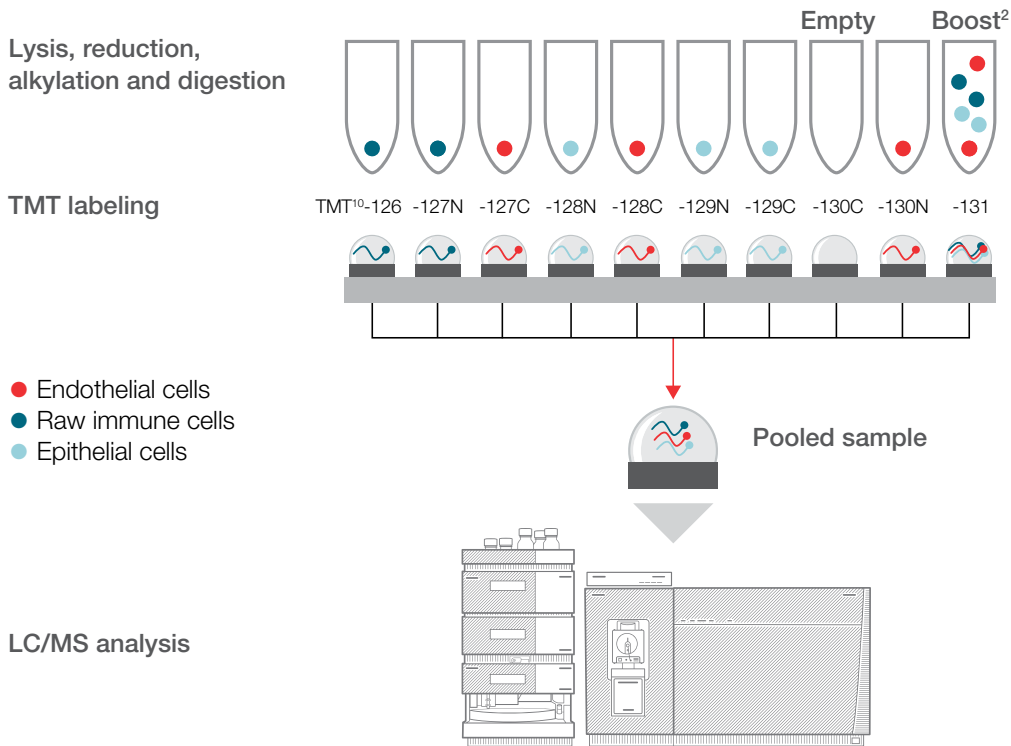 Empty
Boost²
Lysis, reduction,
alkylation and digestion
TMT labeling
TMT¹⁰-126 -127N -127C -128N -128C -129N -129C -130C -130N -131
Endothelial cells
Raw immune cells
Epithelial cells
Pooled sample
LC/MS analysis